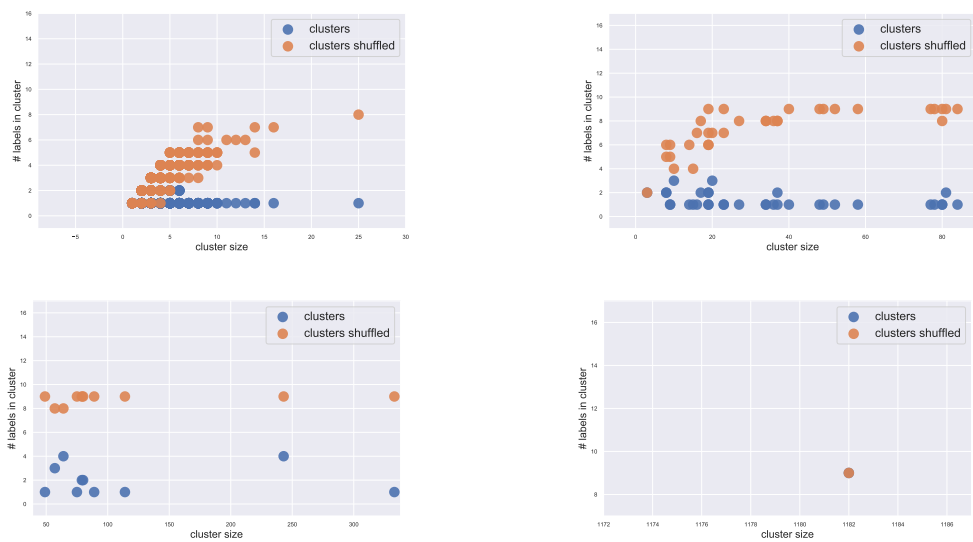 16
14
12
10
8
6
4
2
0
# labels in cluster
clusters
clusters shuffled
−5 0 5 10 15 20 25 30
cluster size
16
14
12
10
8
6
4
2
0
# labels in cluster
clusters
clusters shuffled
0 20 40 60 80
cluster size
16
14
12
10
8
6
4
2
0
# labels in cluster
clusters
clusters shuffled
50 100 150 200 250 300
cluster size
16
14
12
10
8
# labels in cluster
clusters
clusters shuffled
1172 1174 1176 1178 1180 1182 1184 1186
cluster size